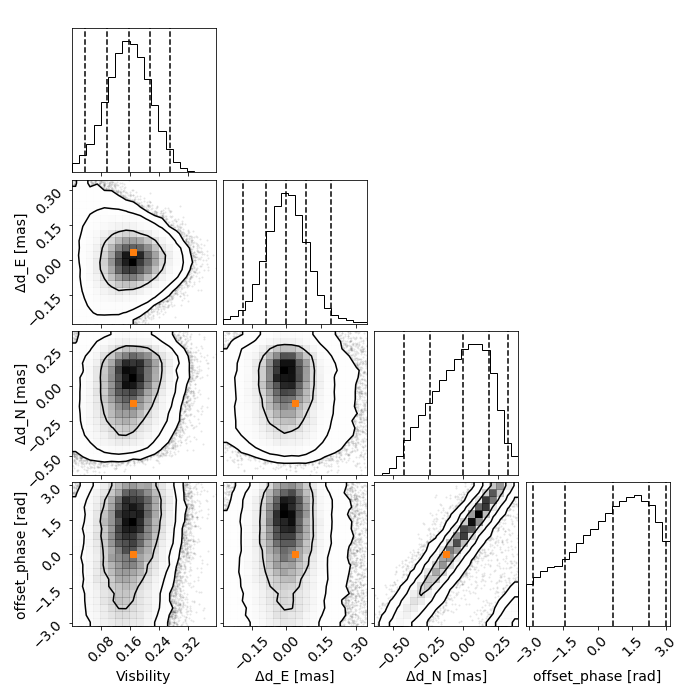 0.30
0.15
0.00
−0.15
Δd_E [mas]
0.25
0.00
−0.25
−0.50
Δd_N [mas]
3.0
1.5
0.0
−1.5
−3.0
offset_phase [rad]
0.08 0.16 0.24 0.32
−0.15 0.00 0.15 0.30
−0.50 −0.25 0.00 0.25
−3.0 −1.5 0.0 1.5 3.0
Visbility Δd_E [mas] Δd_N [mas] offset_phase [rad]